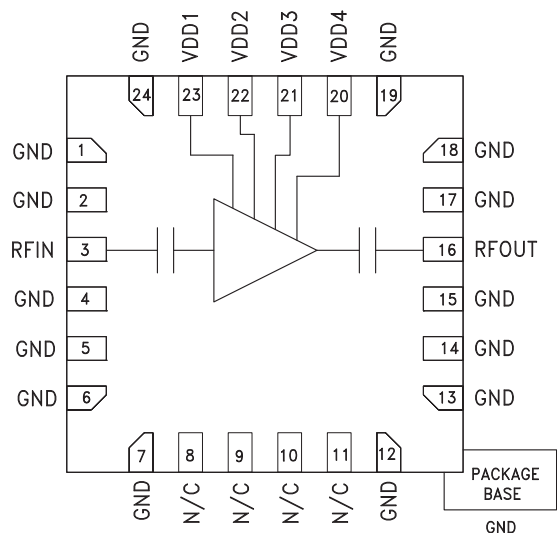 GND VDD1 VDD2 VDD3 VDD4 GND
24 23 22 21 20 19
GND 1 18 GND
GND 2 17 GND
RFIN 3 16 RFOUT
GND 4 15 GND
GND 5 14 GND
GND 6 13 GND
7 8 9 10 11 12
GND N/C N/C N/C N/C GND
PACKAGE
BASE
GND